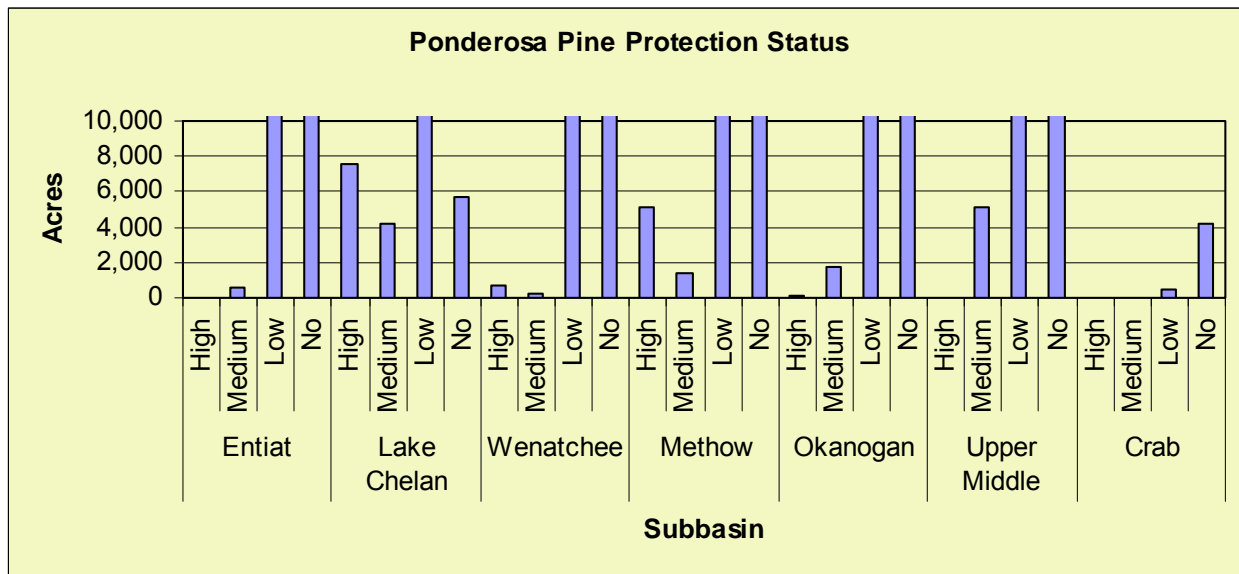 Ponderosa Pine Protection Status
10,000
8,000
6,000
4,000
2,000
0
Acres
High Medium Low No High Medium Low No High Medium Low No High Medium Low No High Medium Low No High Medium Low No High Medium Low No
Entiat Lake Wenatchee Methow Okanogan Upper Crab
Chelan Middle
Subbasin